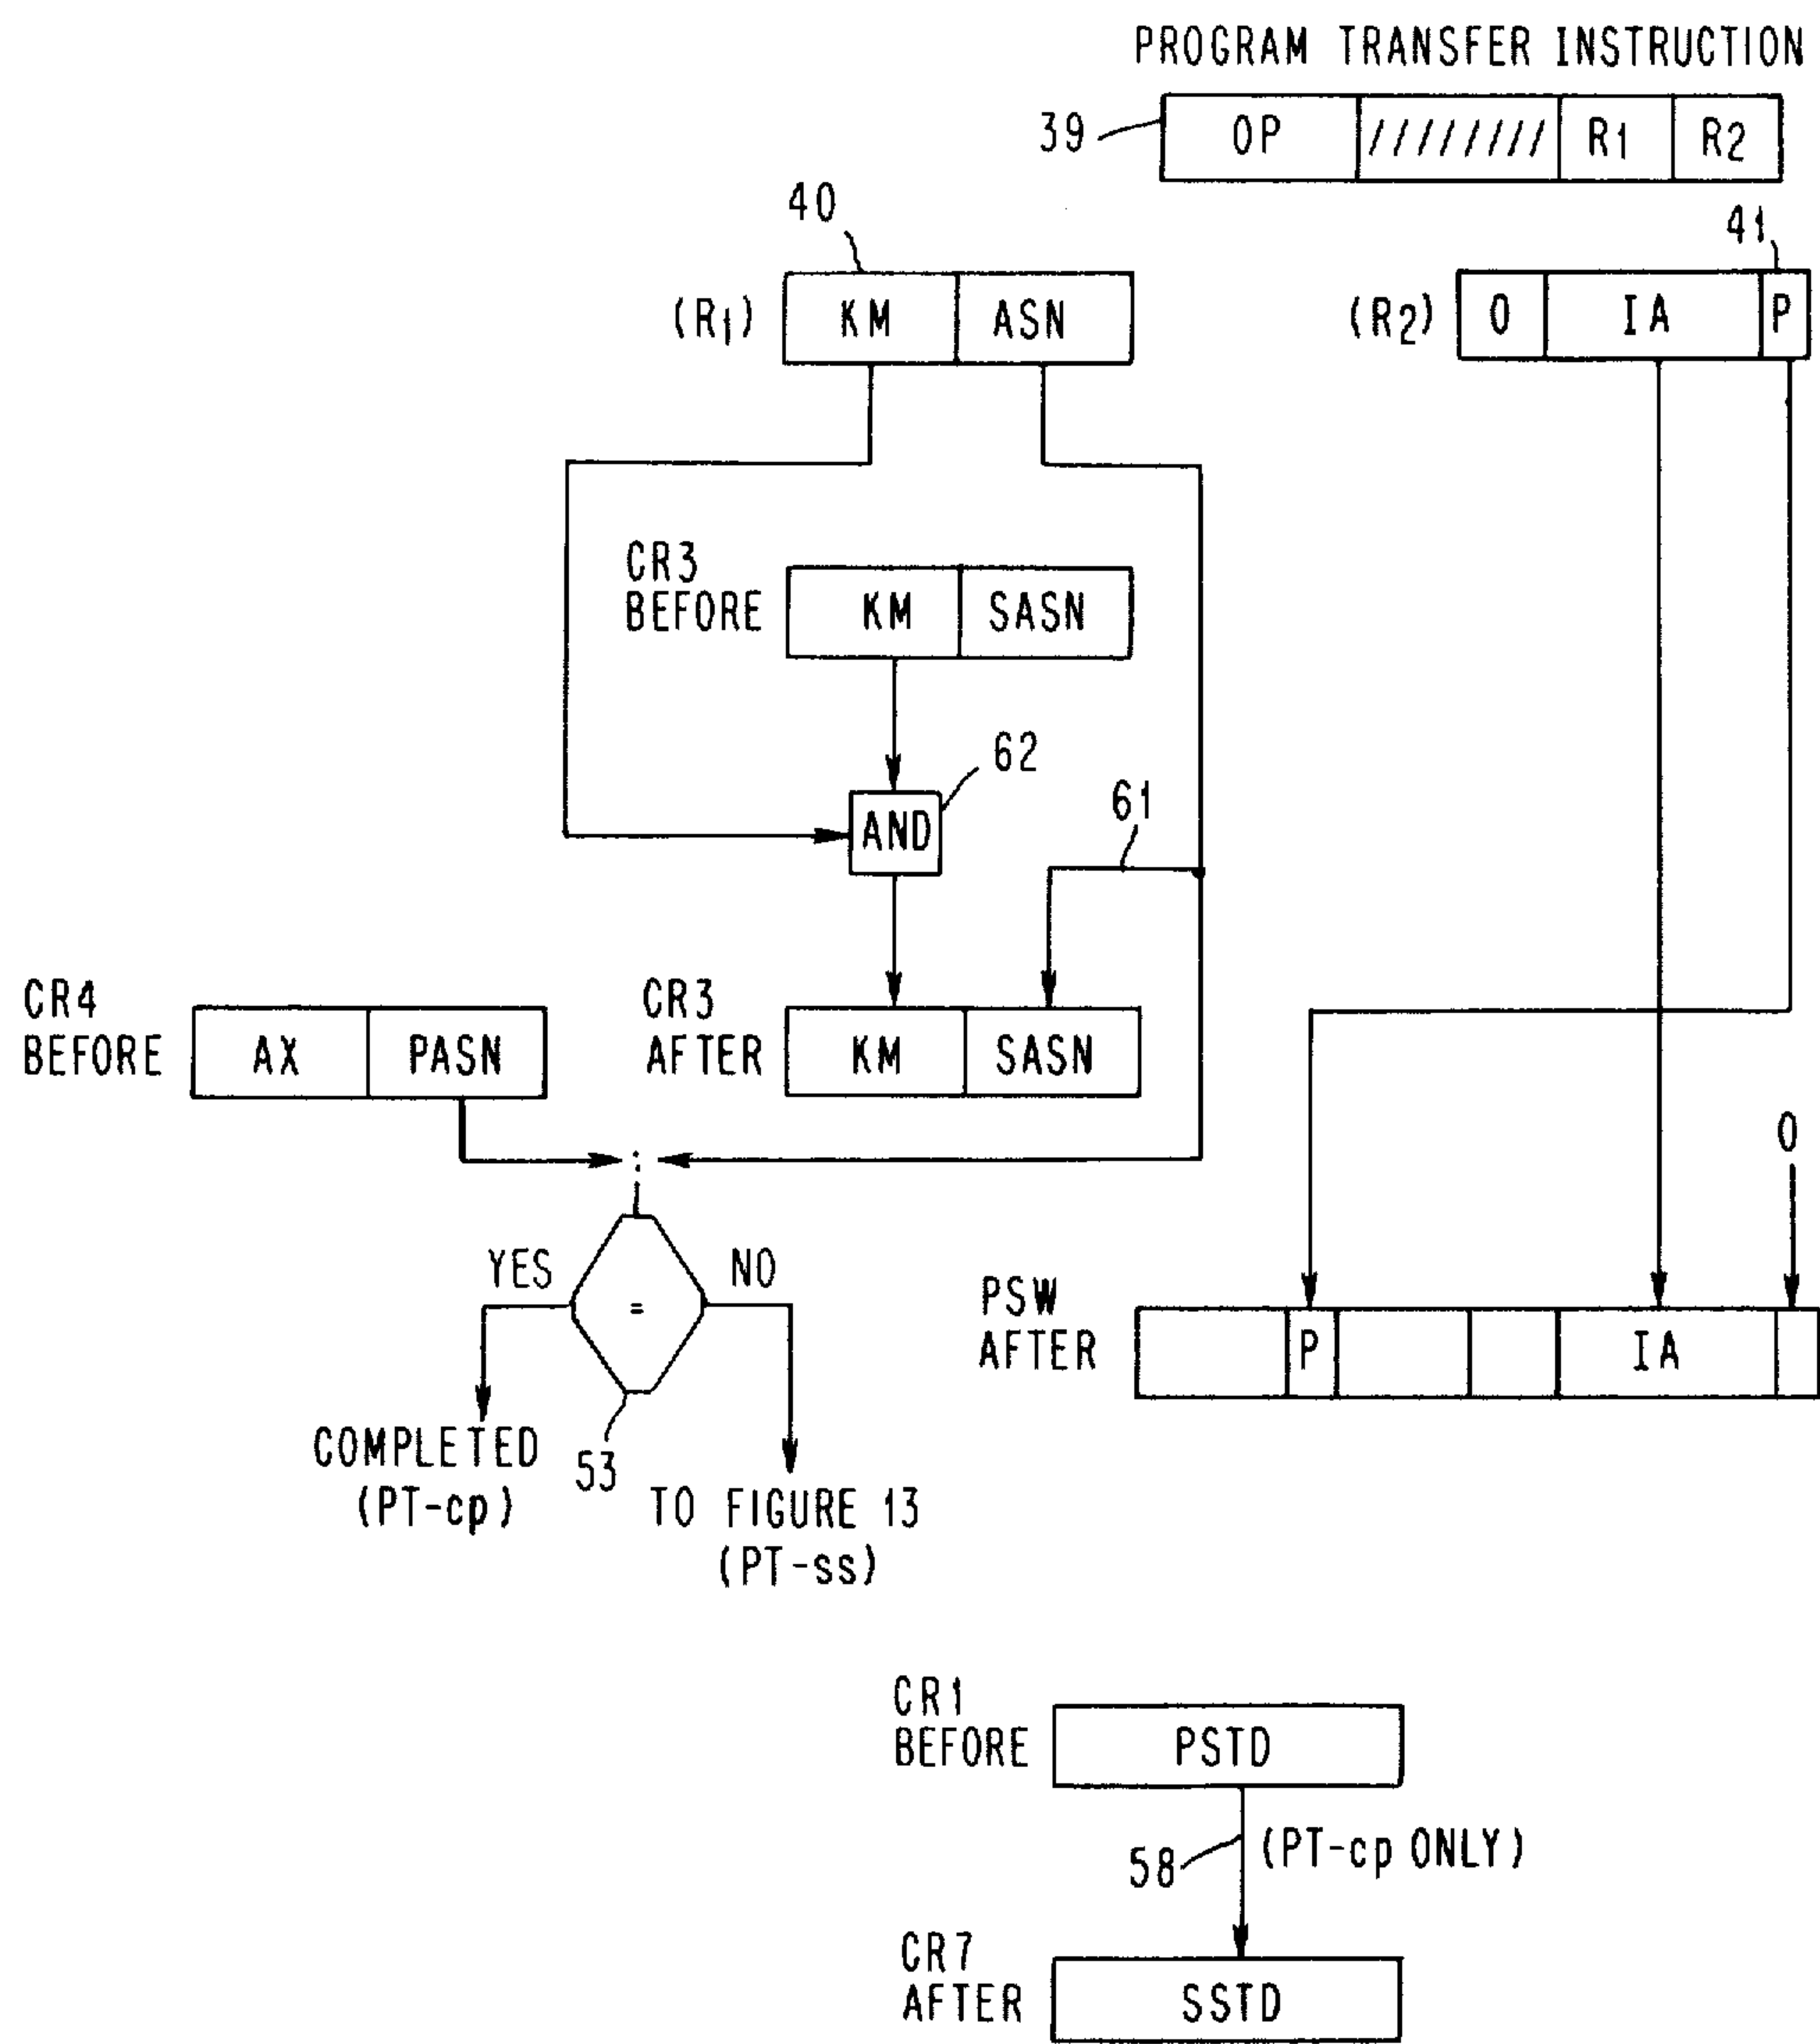 PROGRAM TRANSFER INSTRUCTION
39 OP //////// R1 R2
40
41
(R1) KM ASN
(R2) 0 IA P
CR3
BEFORE KM SASN
62
AND
61
CR4
BEFORE AX PASN
CR3
AFTER KM SASN
:
0
YES = NO
PSW
AFTER P IA
COMPLETED
(PT-cp)
53
TO FIGURE 13
(PT-ss)
CR1
BEFORE PSTD
58 (PT-cp ONLY)
CR7
AFTER SSTD